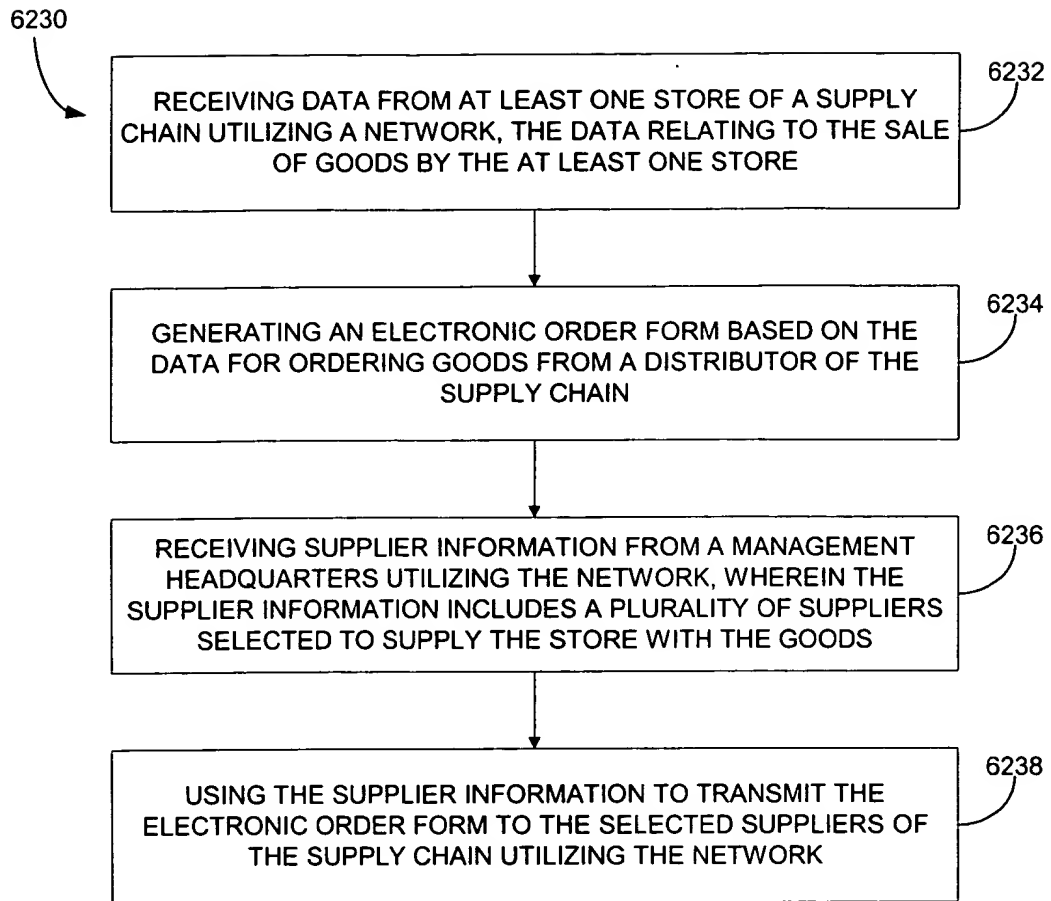 6230
6232
RECEIVING DATA FROM AT LEAST ONE STORE OF A SUPPLY
CHAIN UTILIZING A NETWORK, THE DATA RELATING TO THE SALE
OF GOODS BY THE AT LEAST ONE STORE
6234
GENERATING AN ELECTRONIC ORDER FORM BASED ON THE
DATA FOR ORDERING GOODS FROM A DISTRIBUTOR OF THE
SUPPLY CHAIN
6236
RECEIVING SUPPLIER INFORMATION FROM A MANAGEMENT
HEADQUARTERS UTILIZING THE NETWORK, WHEREIN THE
SUPPLIER INFORMATION INCLUDES A PLURALITY OF SUPPLIERS
SELECTED TO SUPPLY THE STORE WITH THE GOODS
6238
USING THE SUPPLIER INFORMATION TO TRANSMIT THE
ELECTRONIC ORDER FORM TO THE SELECTED SUPPLIERS OF
THE SUPPLY CHAIN UTILIZING THE NETWORK